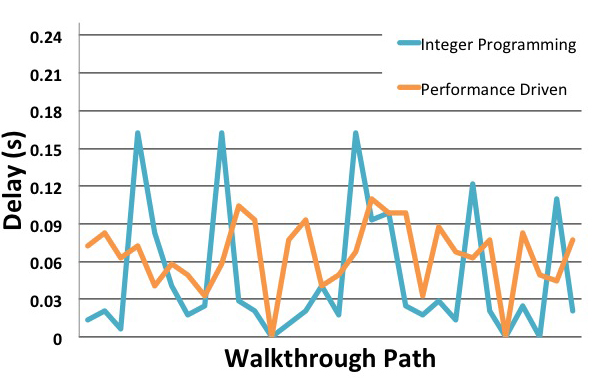 0.24
0.21
0.18
0.15
0.12
0.09
0.06
0.03
0
Delay (s)
Integer Programming
Performance Driven
Walkthrough Path